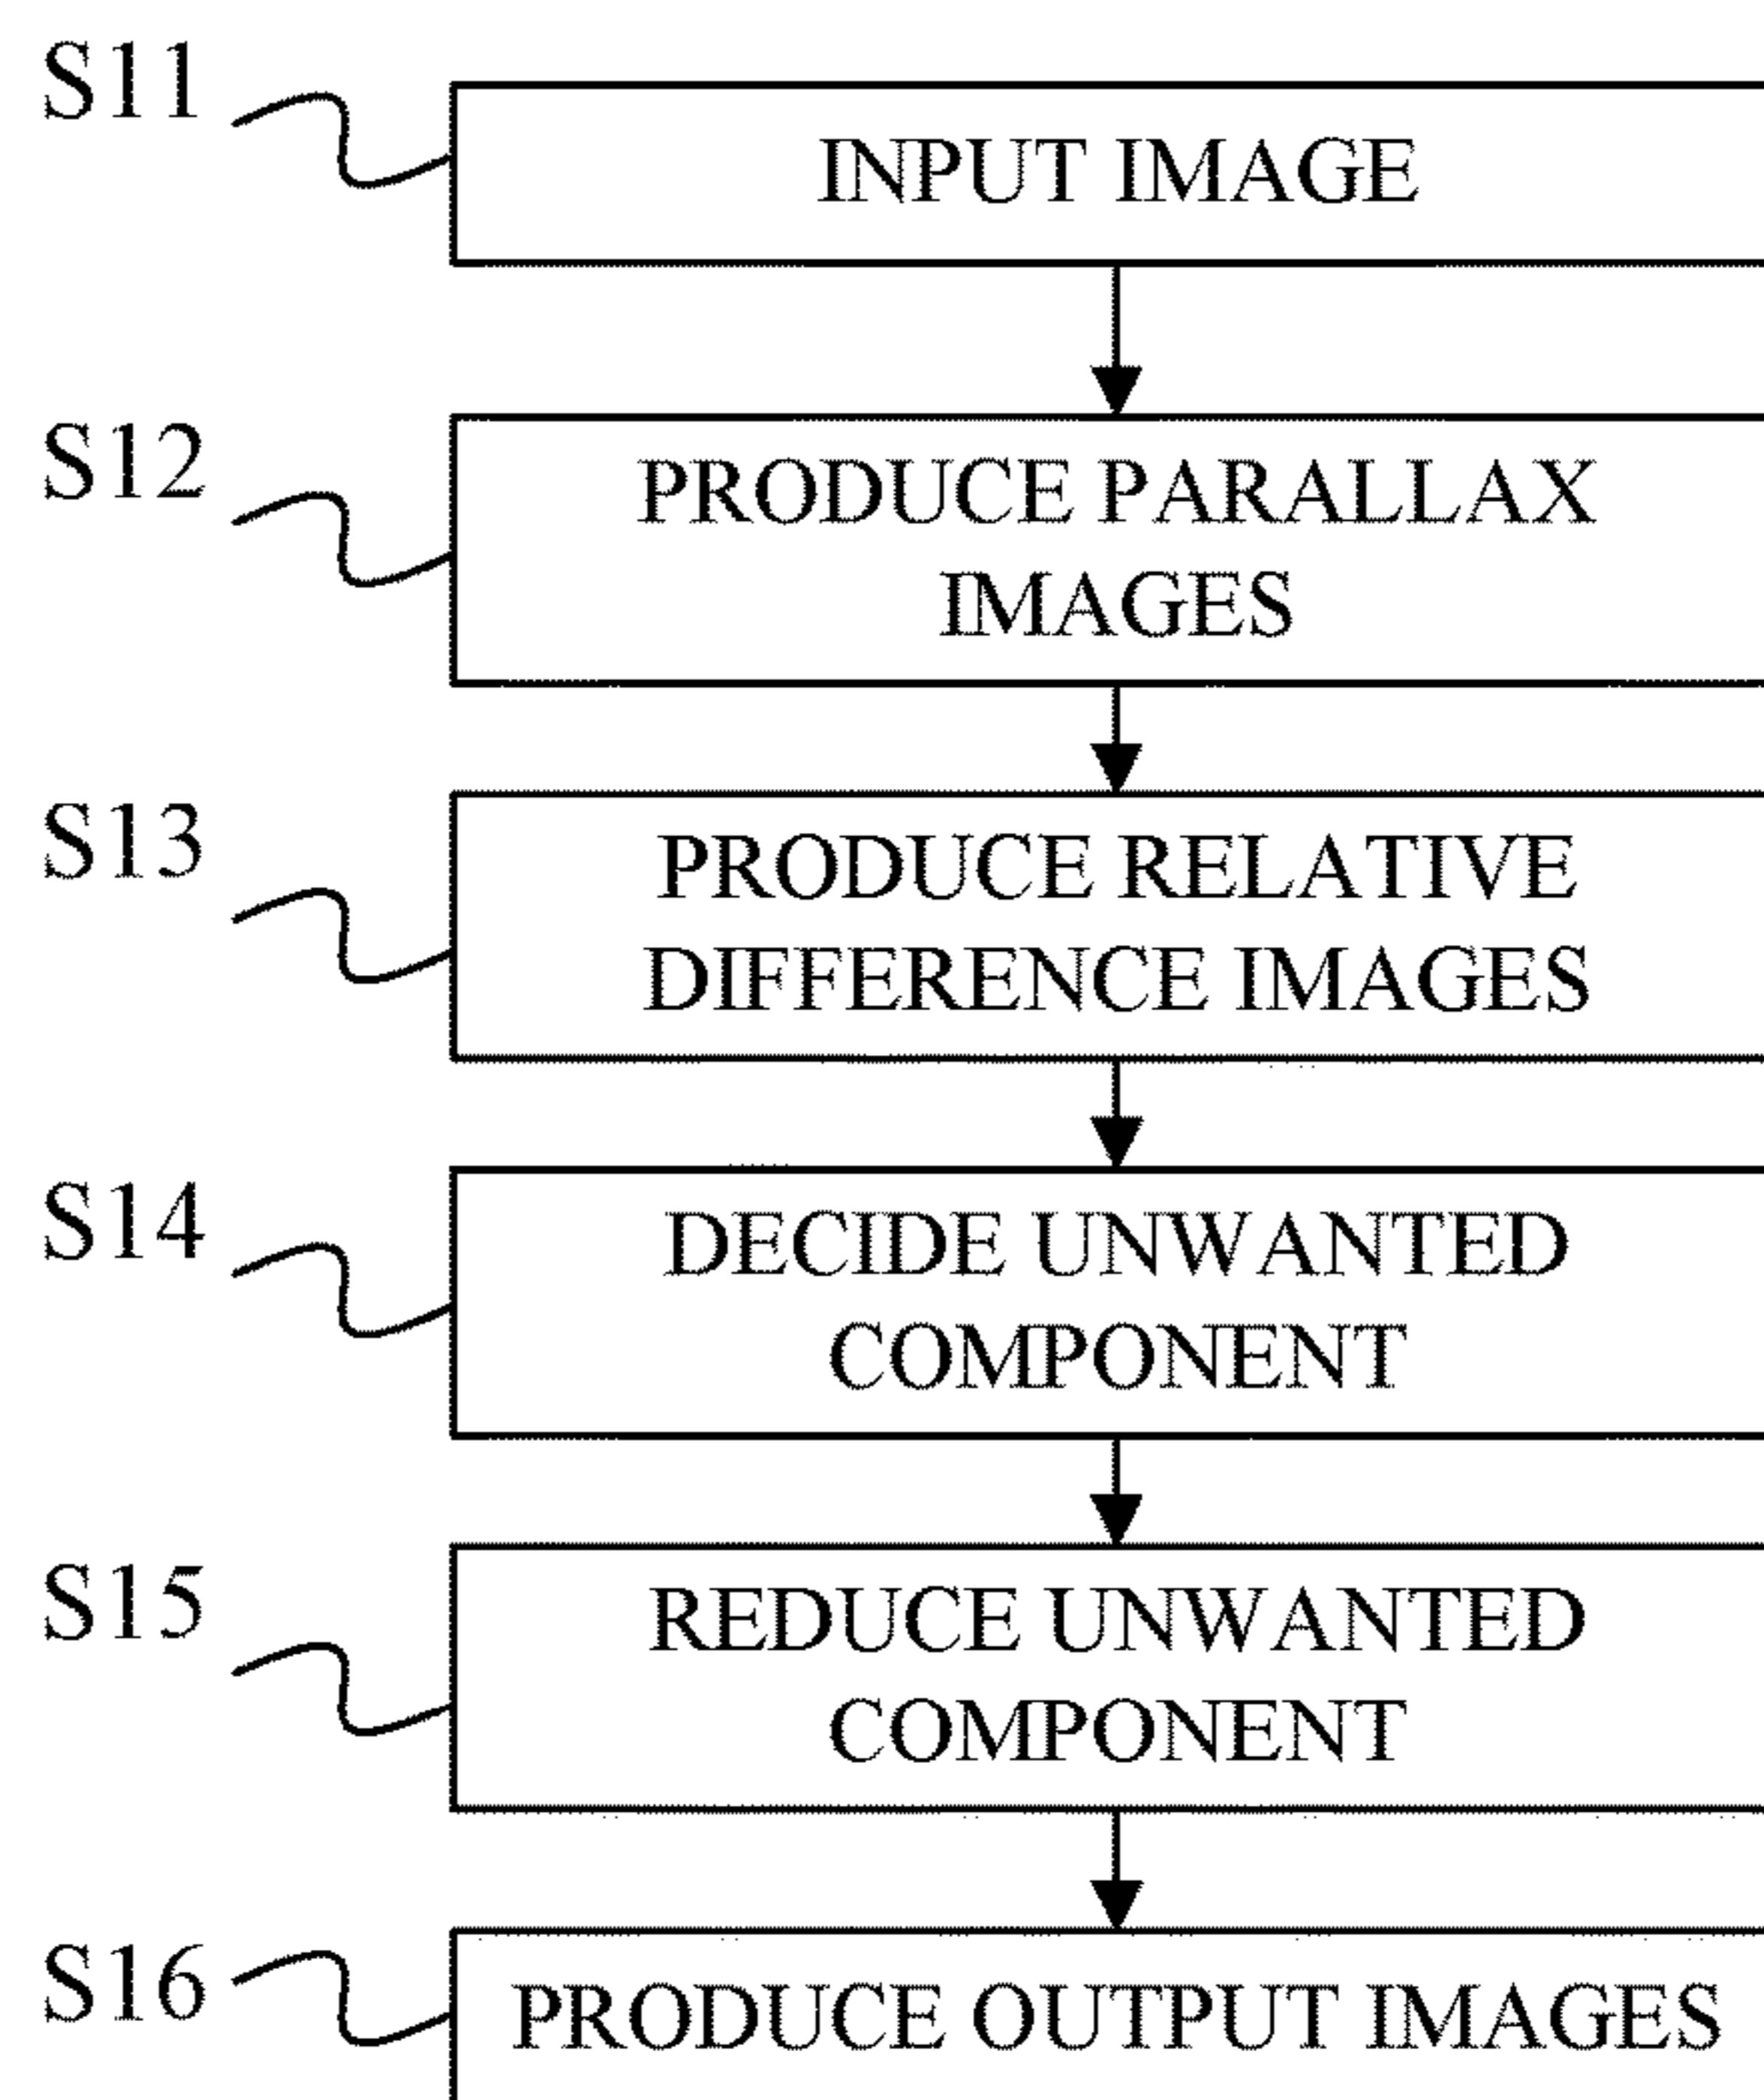 S11
INPUT IMAGE
S12
PRODUCE PARALLAX
IMAGES
S13
PRODUCE RELATIVE
DIFFERENCE IMAGES
S14
DECIDE UNWANTED
COMPONENT
S15
REDUCE UNWANTED
COMPONENT
S16
PRODUCE OUTPUT IMAGES